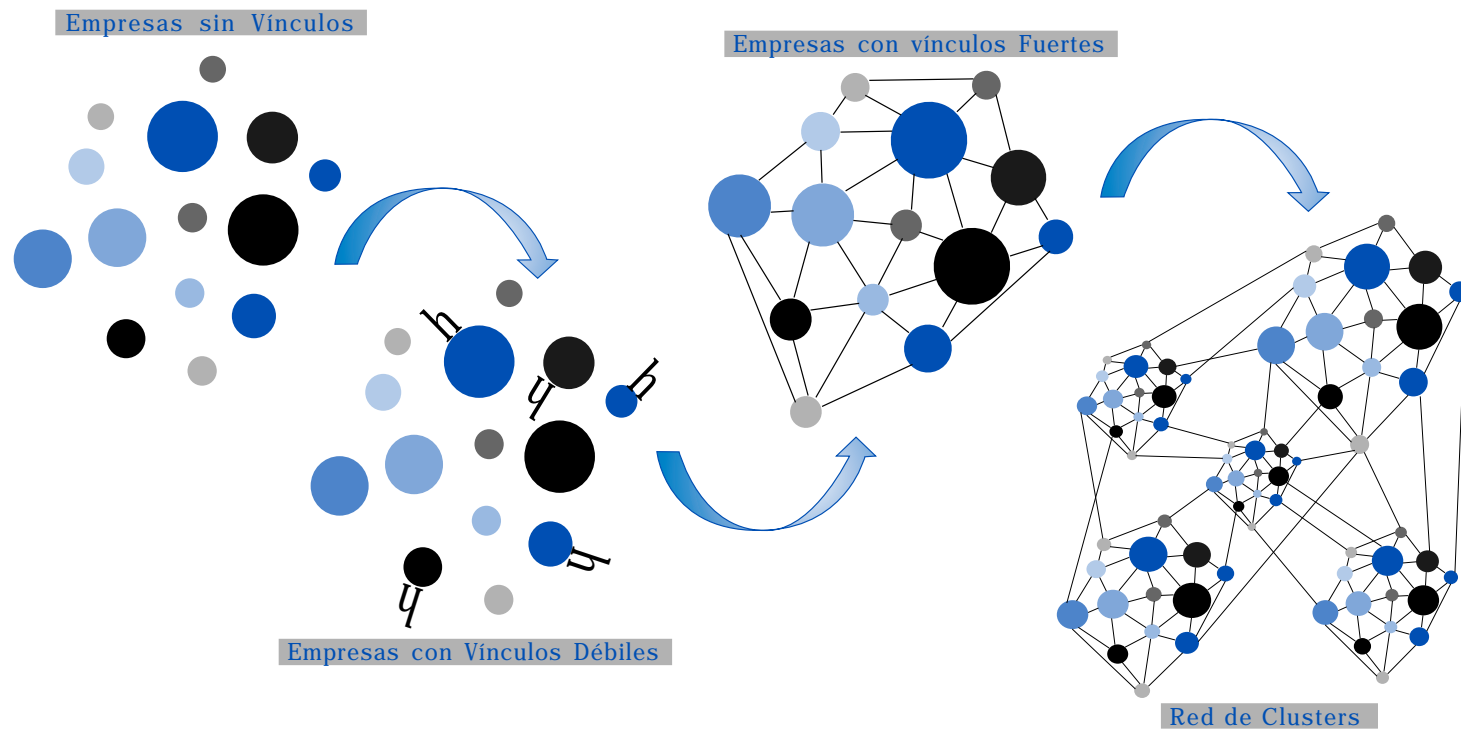 Empresas sin Vínculos
Empresas con vínculos Fuertes
h
h
h
h
h
Empresas con Vínculos Débiles
Red de Clusters